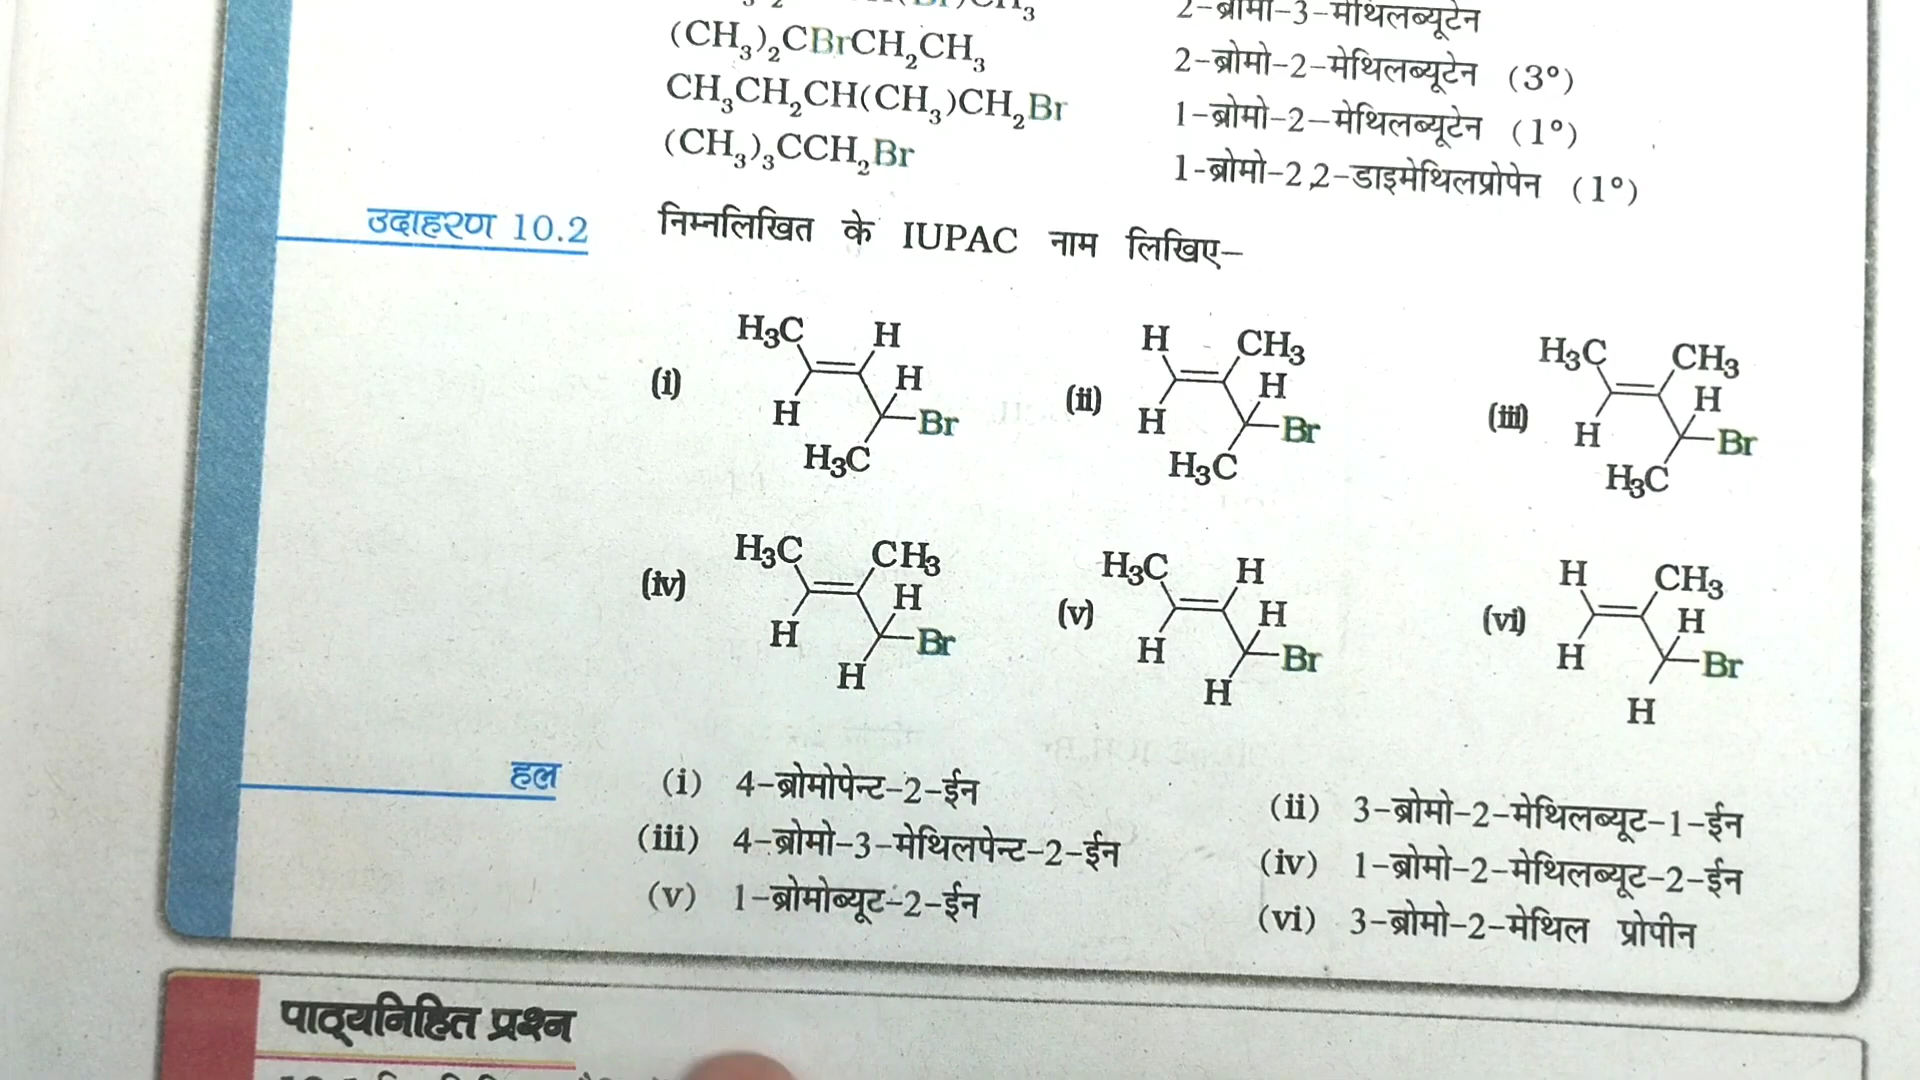 CH₃
2-ब्रोमो-3-मेथिलब्यूटेन
(CH₃)₂CBrCH₂CH₃ 2-ब्रोमो-2-मेथिलब्यूटेन (3°)
CH₃CH₂CH(CH₃)CH₂Br 1-ब्रोमो-2-मेथिलब्यूटेन (1°)
(CH₃)₃CCH₂Br 1-ब्रोमो-2,2-डाइमेथिलप्रोपेन (1°)
उदाहरण 10.2 निम्नलिखित के IUPAC नाम लिखिए–
(i) H₃C H H H Br H₃C
(ii) H CH₃ H H Br H₃C
(iii) H₃C CH₃ H H Br H₃C
(iv) H₃C CH₃ H H Br H
(v) H₃C H H H Br H
(vi) H CH₃ H H Br H
हल (i) 4-ब्रोमोपेन्ट-2-ईन (ii) 3-ब्रोमो-2-मेथिलब्यूट-1-ईन
(iii) 4-ब्रोमो-3-मेथिलपेन्ट-2-ईन (iv) 1-ब्रोमो-2-मेथिलब्यूट-2-ईन
(v) 1-ब्रोमोब्यूट-2-ईन (vi) 3-ब्रोमो-2-मेथिल प्रोपीन
पाठ्यनिहित प्रश्न